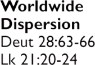 Worldwide
Dispersion
Deut 28:63-66
Lk 21:20-24